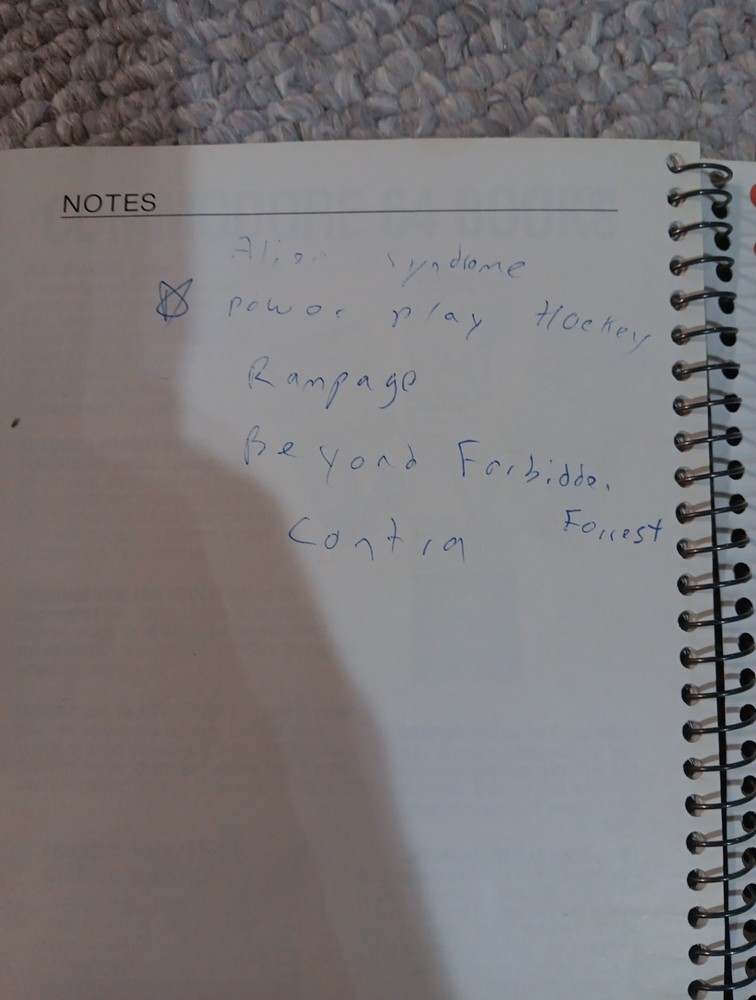 NOTES
Alien Syndrome
power play Hockey
Rampage
Beyond Forbidden
Forrest
Contra